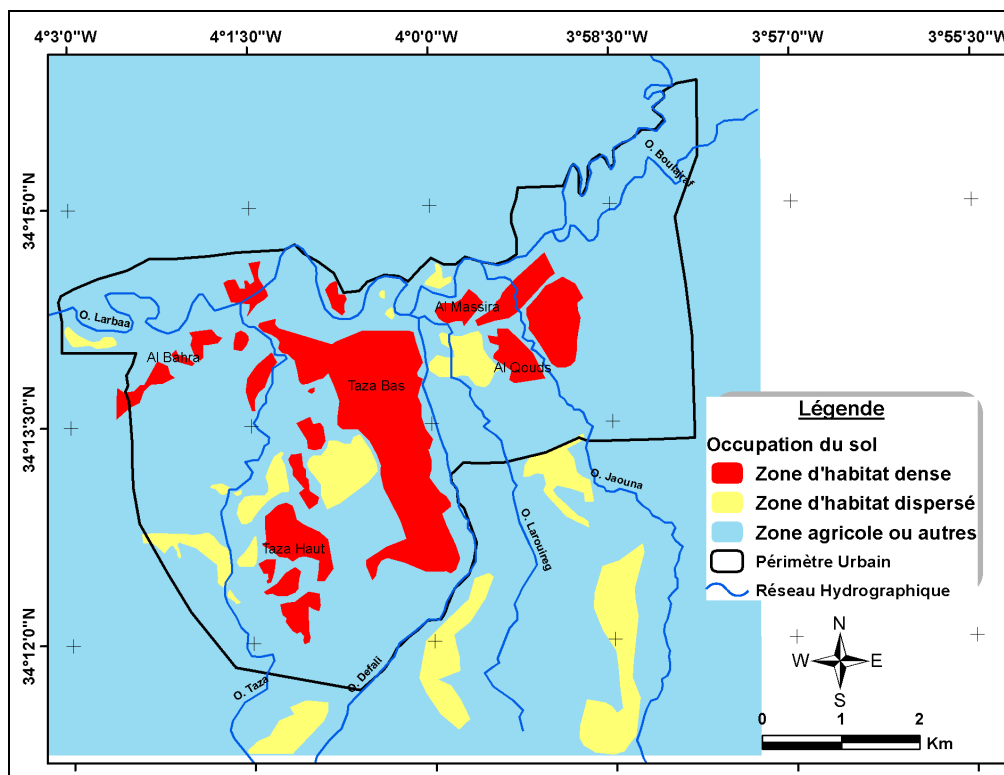 4°3'0"W
4°1'30"W
4°0'0"W
3°58'30"W
3°57'0"W
3°55'30"W
34°15'0"N
34°13'30"N
34°12'0"N
O. Boulajraf
O. Larbaa
Al Massira
Al Bahra
Taza Bas
Al Qouds
O. Jaouna
Taza Haut
O. Larouireg
O. Taza
O. Defali
Légende
Occupation du sol
Zone d'habitat dense
Zone d'habitat dispersé
Zone agricole ou autres
Périmètre Urbain
Réseau Hydrographique
N
W E
S
0 1 2
Km